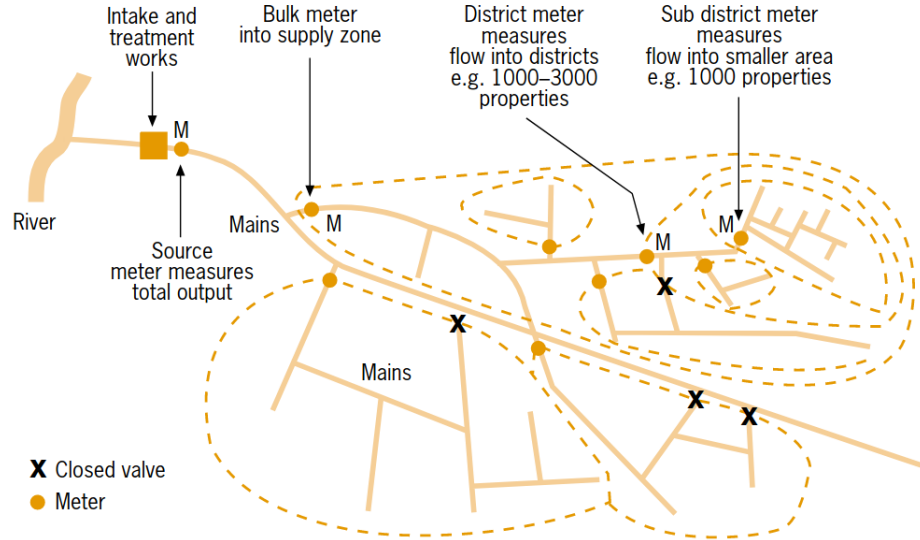 Intake and
treatment
works
Bulk meter
into supply zone
District meter
measures
flow into districts
e.g. 1000–3000
properties
Sub district meter
measures
flow into smaller area
e.g. 1000 properties
M
River
Mains
M
M
M
Source
meter measures
total output
Mains
X Closed valve
Meter
X
X
X
X